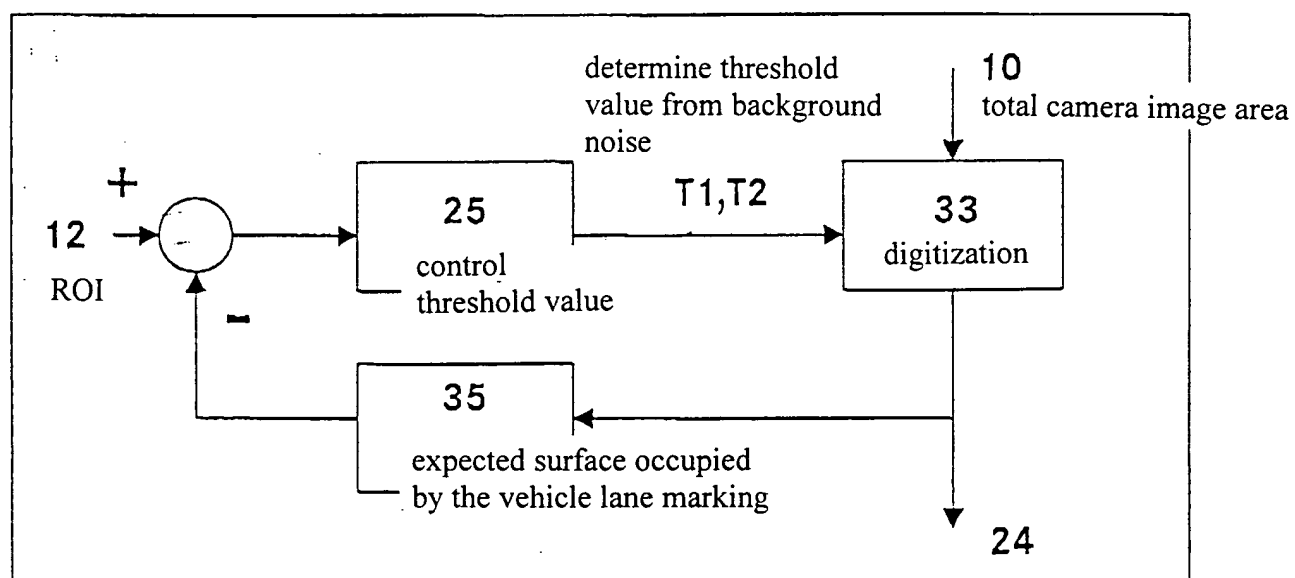 determine threshold
value from background
noise
10
total camera image area
+
12
ROI
-
25
control
threshold value
T1,T2
33
digitization
-
35
expected surface occupied
by the vehicle lane marking
24